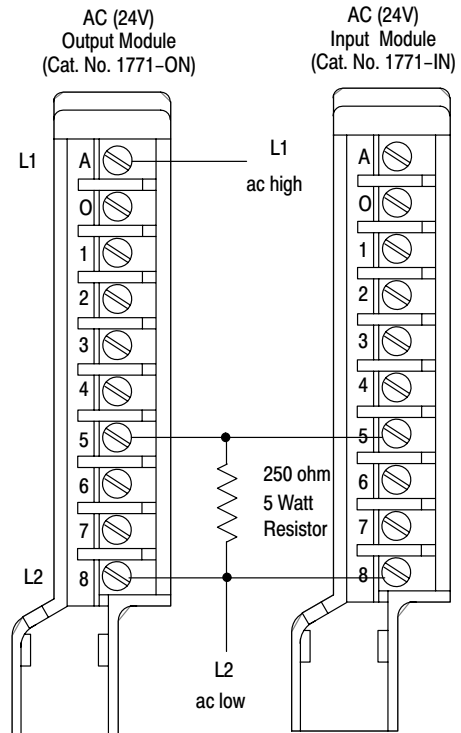 AC (24V)
Output Module
(Cat. No. 1771–ON)
AC (24V)
Input Module
(Cat. No. 1771–IN)
L1
A
O
1
2
3
4
5
6
7
8
L2
L1
ac high
250 ohm
5 Watt
Resistor
L2
ac low
A
O
1
2
3
4
5
6
7
8